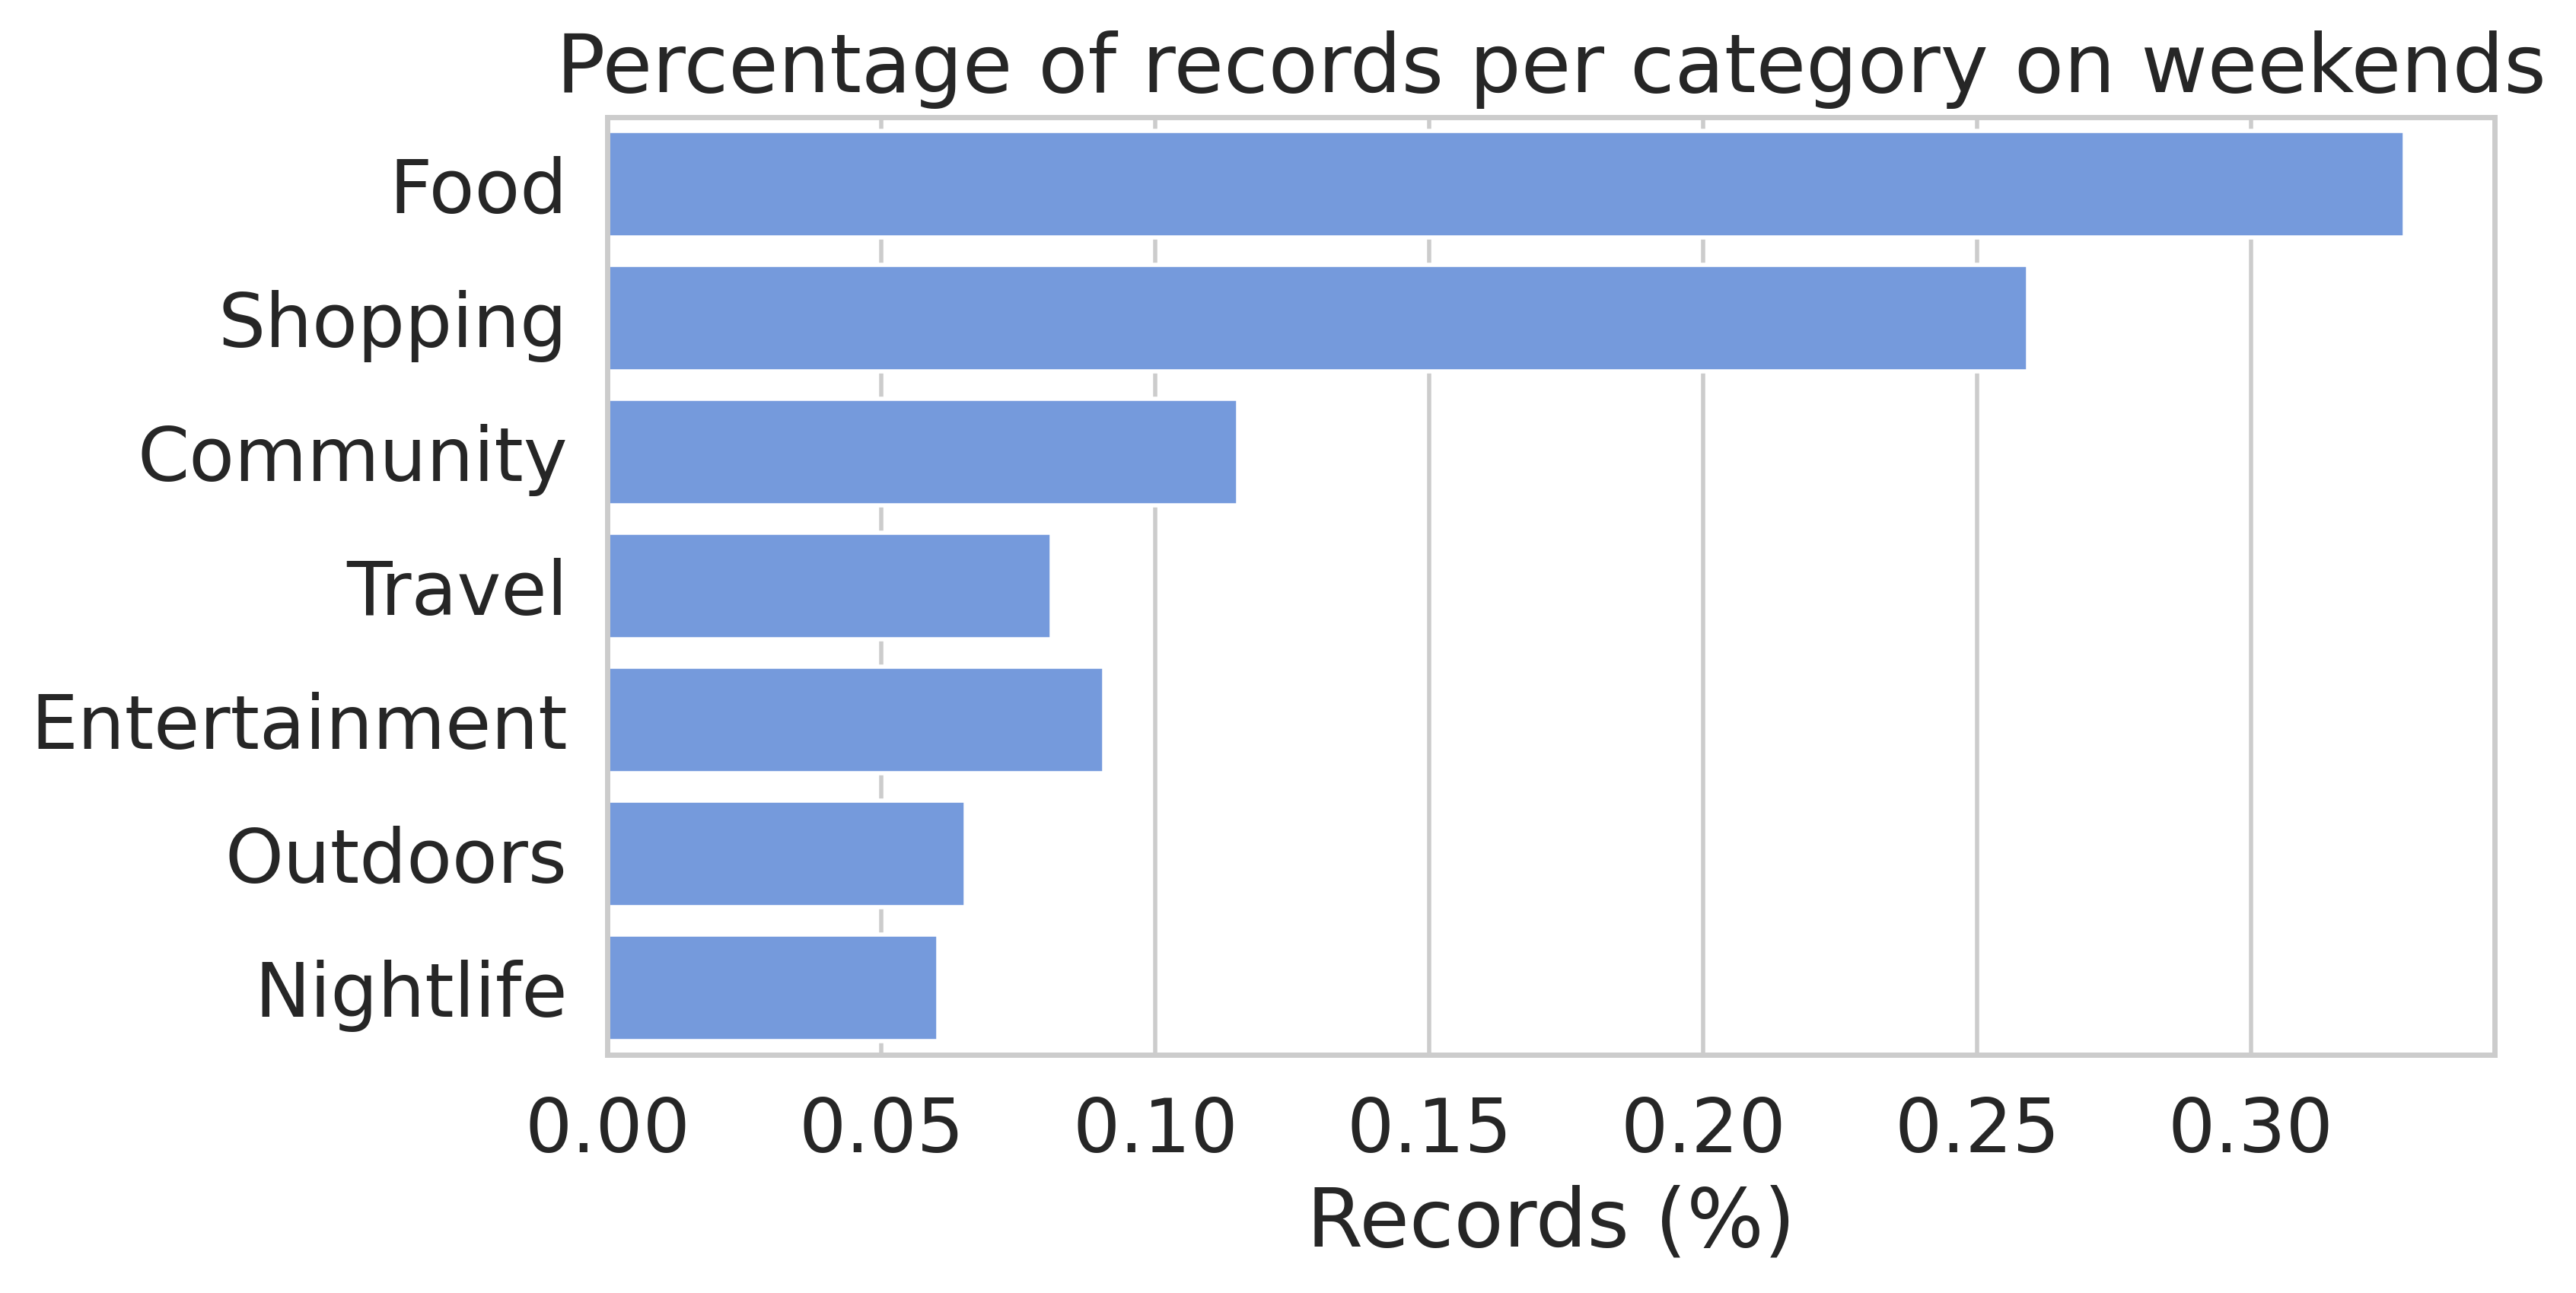 Percentage of records per category on weekends
Food
Shopping
Community
Travel
Entertainment
Outdoors
Nightlife
0.00 0.05 0.10 0.15 0.20 0.25 0.30
Records (%)